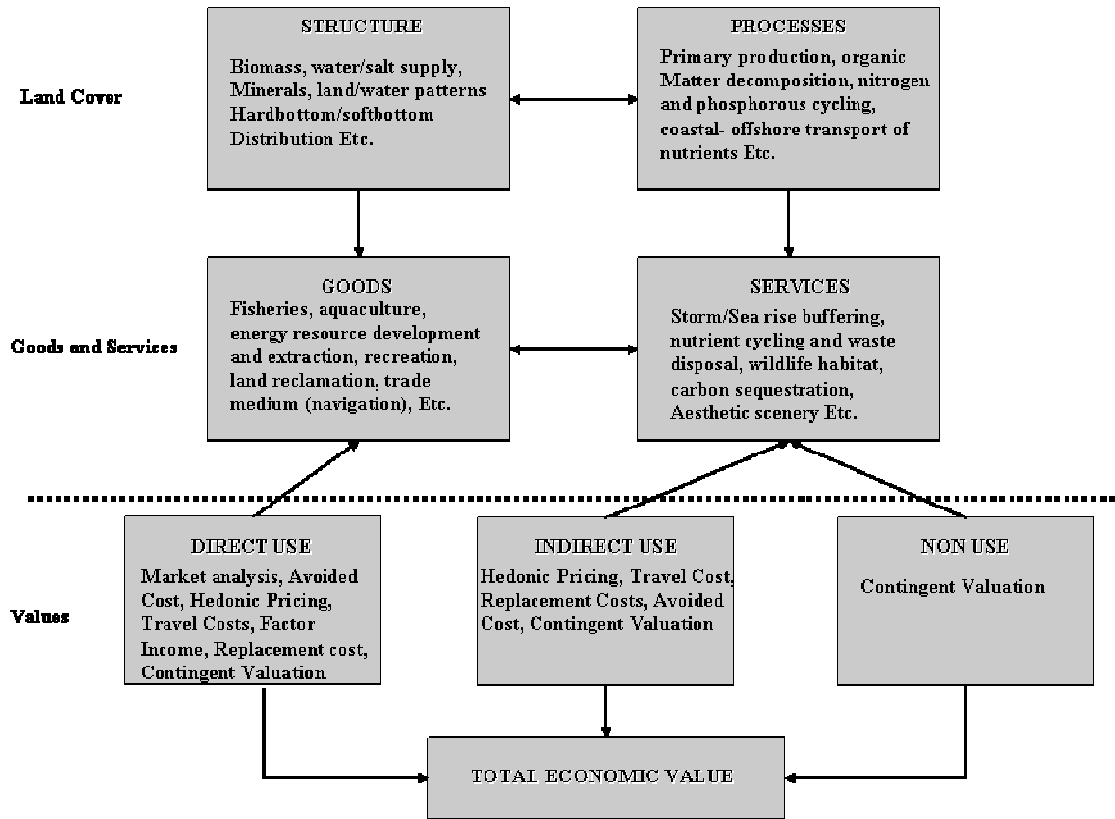 STRUCTURE
Biomass, water/salt supply,
Minerals, land/water patterns
Hardbottom/softbottom
Distribution Etc.
PROCESSES
Primary production, organic
Matter decomposition, nitrogen
and phosphorous cycling,
coastal- offshore transport of
nutrients Etc.
Land Cover
GOODS
Fisheries, aquaculture,
energy resource development
and extraction, recreation,
land reclamation, trade
medium (navigation), Etc.
SERVICES
Storm/Sea rise buffering,
nutrient cycling and waste
disposal, wildlife habitat,
carbon sequestration,
Aesthetic scenery Etc.
Goods and Services
DIRECT USE
Market analysis, Avoided
Cost, Hedonic Pricing,
Travel Costs, Factor
Income, Replacement cost,
Contingent Valuation
INDIRECT USE
Hedonic Pricing, Travel Cost,
Replacement Costs, Avoided
Cost, Contingent Valuation
NON USE
Contingent Valuation
Values
TOTAL ECONOMIC VALUE